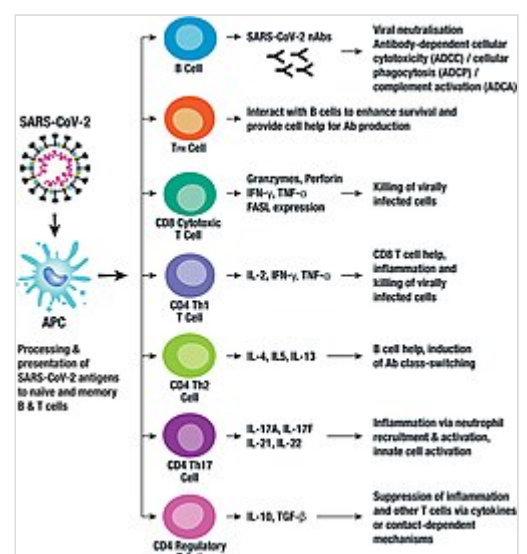 SARS-CoV-2
APC
Processing &
presentation of
SARS-CoV-2 antigens
to naive and memory
B & T cells
B Cell
SARS-CoV-2 nAbs
Viral neutralisation
Antibody-dependent cellular
cytotoxicity (ADCC) / cellular
phagocytosis (ADCP) /
complement activation (ADCA)
TFH Cell
Interact with B cells to enhance survival and
provide cell help for Ab production
CD8 Cytotoxic
T Cell
Granzymes, Perforin
IFN-γ, TNF-α
FASL expression
Killing of virally
infected cells
CD4 Th1
T Cell
IL-2, IFN-γ, TNF-α
CD8 T cell help,
inflammation and
killing of virally
infected cells
CD4 Th2
Cell
IL-4, IL5, IL-13
B cell help, induction
of Ab class-switching
CD4 Th17
Cell
IL-17A, IL-17F
IL-21, IL-22
Inflammation via neutrophil
recruitment & activation,
innate cell activation
CD4 Regulatory
IL-10, TGF-β
Suppression of inflammation
and other T cells via cytokines
or contact-dependent
mechanisms